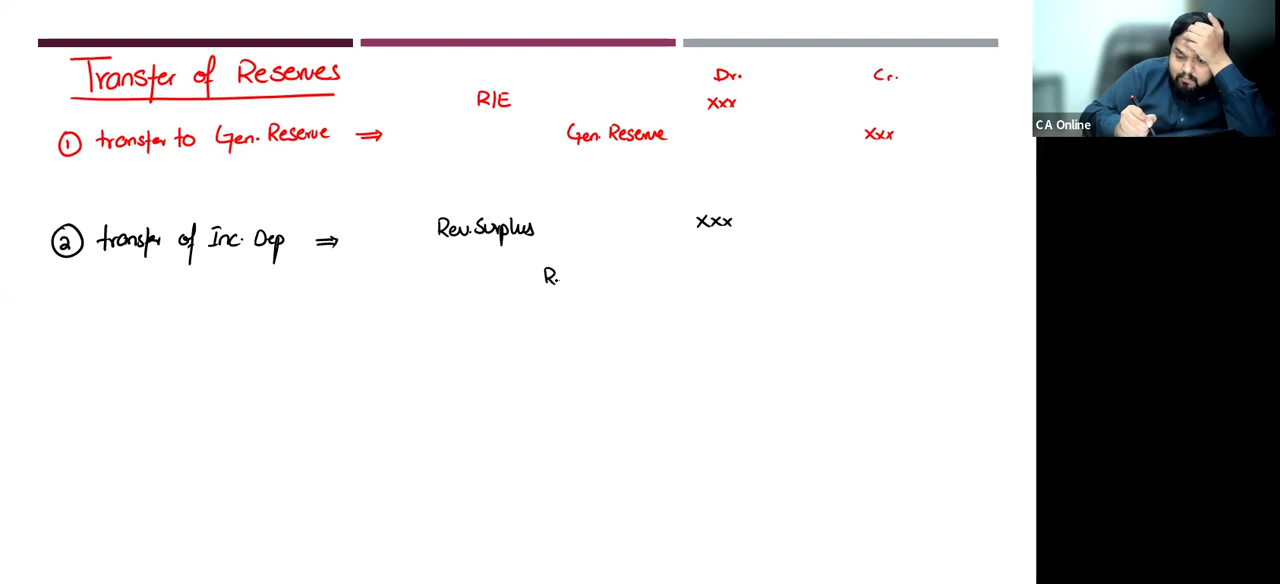 Transfer of Reserves
Dr. Cr.
R/E xxx
① transfer to Gen. Reserve ⇒ Gen. Reserve xxx
② transfer of Inc. Dep ⇒ Rev. Surplus xxx
R.
CA Online